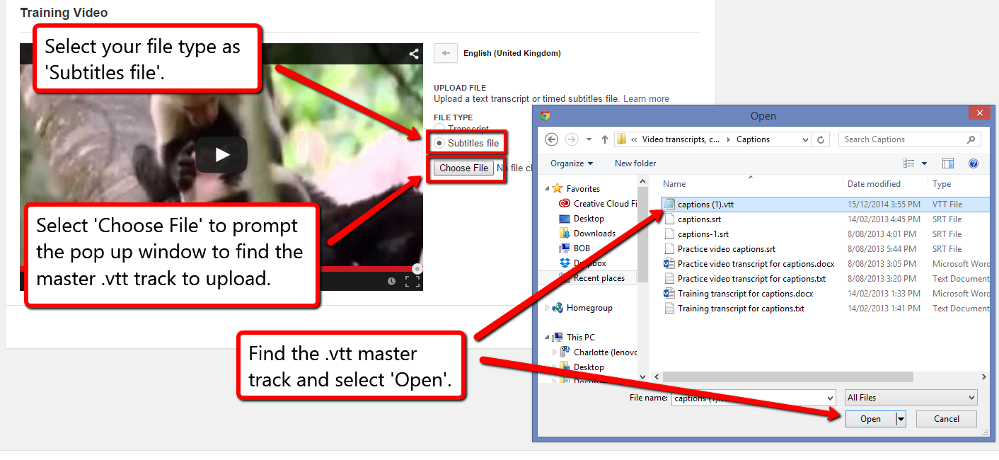 Training Video
Select your file type as
'Subtitles file'.
English (United Kingdom)
UPLOAD FILE
Upload a text transcript or timed subtitles file. Learn more
FILE TYPE
Transcript
Subtitles file
Choose File No file
Select 'Choose File' to prompt
the pop up window to find the
master .vtt track to upload.
Find the .vtt master
track and select 'Open'.
Open
« Video transcripts, c... Captions
Search Captions
Organize New folder
Favorites
Creative Cloud
Desktop
Downloads
BOB
Dropbox
Recent places
Homegroup
This PC
Charlotte (lenovo
Desktop
Name Date modified Type
captions (1).vtt 15/12/2014 3:55 PM VTT File
captions.srt 14/02/2013 4:45 PM SRT File
captions-1.srt 8/08/2013 4:01 PM SRT File
Practice video captions.srt 8/08/2013 5:44 PM SRT File
Practice video transcript for captions.docx 8/08/2013 3:05 PM Microsoft Word
Practice video transcript for captions.txt 8/08/2013 3:20 PM Text Document
Training transcript for captions.docx 14/02/2013 1:33 PM Microsoft Word
Training transcript for captions.txt 14/02/2013 1:41 PM Text Document
File name: captions (1).
All Files
Open Cancel